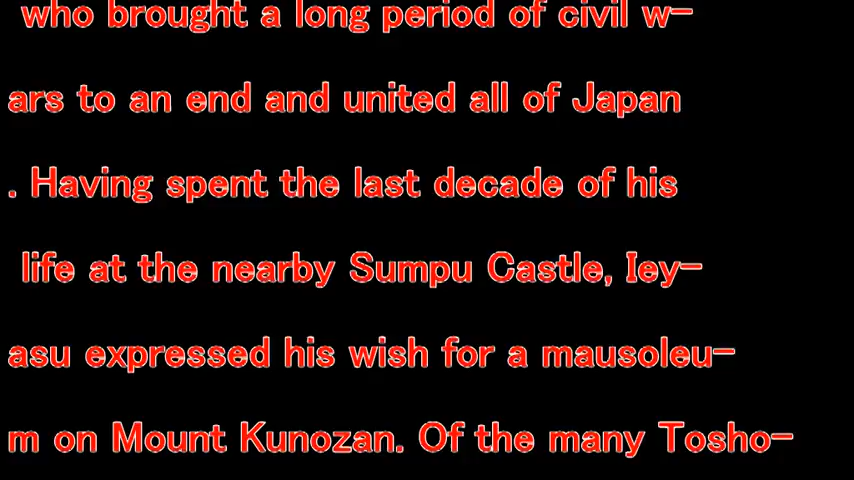 who brought a long period of civil w-
ars to an end and united all of Japan
. Having spent the last decade of his
life at the nearby Sumpu Castle, Iey-
asu expressed his wish for a mausoleu-
m on Mount Kunozan. Of the many Tosho-